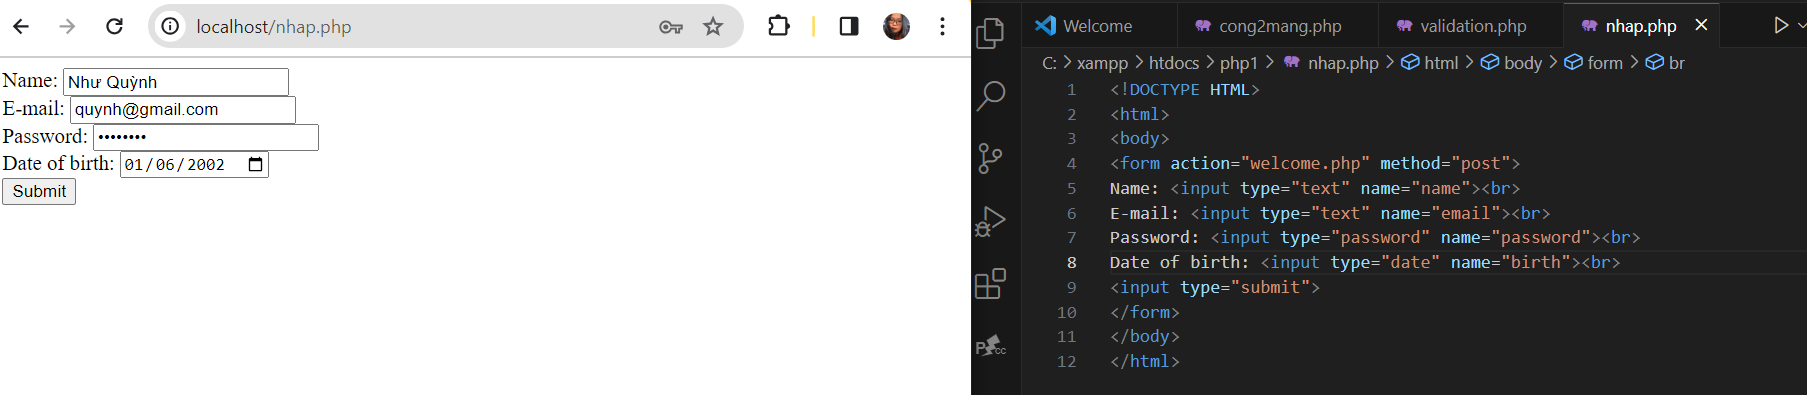 localhost/nhap.php
Name: Như Quỳnh
E-mail: quynh@gmail.com
Password: ••••••••
Date of birth: 01/06/2002
Submit
Welcome cong2mang.php validation.php nhap.php
C: > xampp > htdocs > php1 > nhap.php > html > body > form > br
1 <!DOCTYPE HTML>
2 <html>
3 <body>
4 <form action="welcome.php" method="post">
5 Name: <input type="text" name="name"><br>
6 E-mail: <input type="text" name="email"><br>
7 Password: <input type="password" name="password"><br>
8 Date of birth: <input type="date" name="birth"><br>
9 <input type="submit">
10 </form>
11 </body>
12 </html>